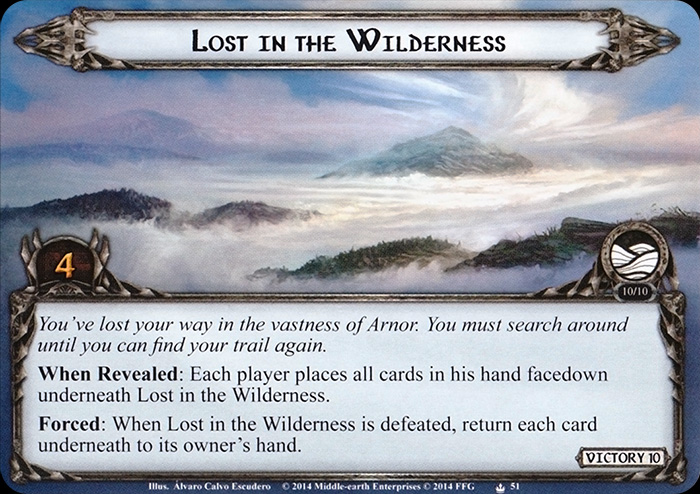 Lost in the Wilderness
4
10/10
You've lost your way in the vastness of Arnor. You must search around
until you can find your trail again.
When Revealed: Each player places all cards in his hand facedown
underneath Lost in the Wilderness.
Forced: When Lost in the Wilderness is defeated, return each card
underneath to its owner's hand.
VICTORY 10
Illus. Álvaro Calvo Escudero © 2014 Middle-earth Enterprises © 2014 FFG 51